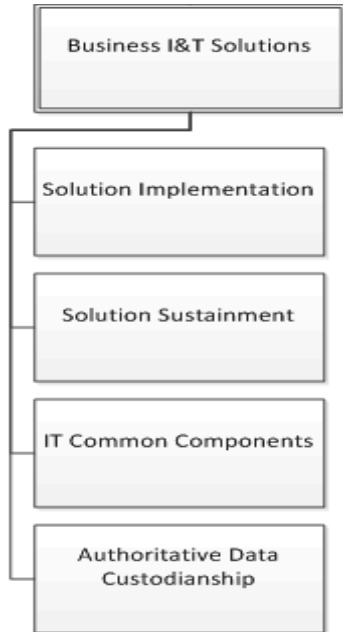 Business I&T Solutions
Solution Implementation
Solution Sustainment
IT Common Components
Authoritative Data
Custodianship